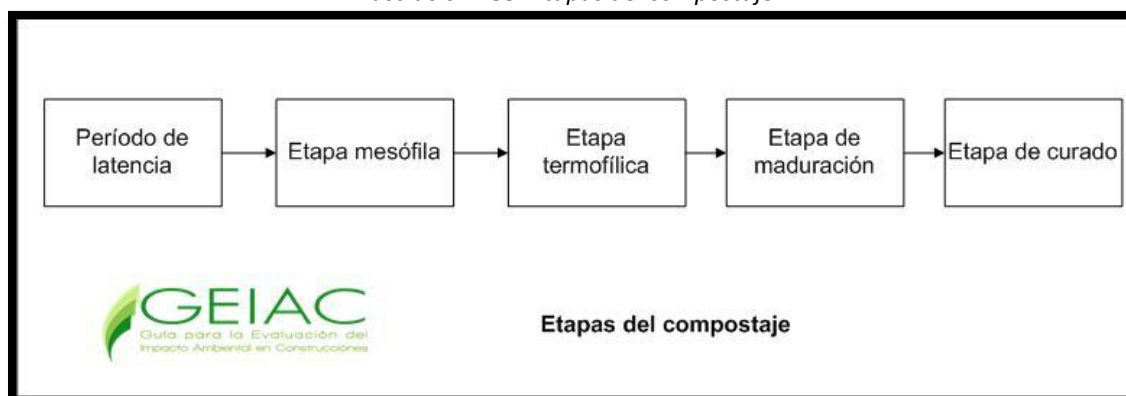 Período de
latencia
Etapa mesófila
Etapa
termofílica
Etapa de
maduración
Etapa de curado
GEIAC
Guía para la Evaluación del
Impacto Ambiental en Construcciones
Etapas del compostaje